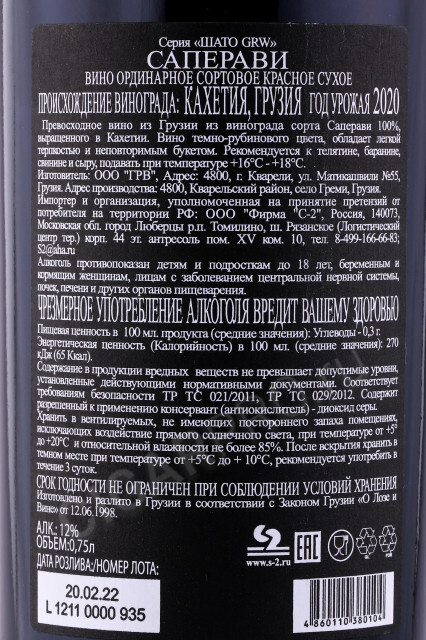 Серия «ШАТО GRW»
САПЕРАВИ
ВИНО ОРДИНАРНОЕ СОРТОВОЕ КРАСНОЕ СУХОЕ
ПРОИСХОЖДЕНИЕ ВИНОГРАДА: КАХЕТИЯ, ГРУЗИЯ ГОД УРОЖАЯ 2020
Превосходное вино из Грузии из винограда сорта Саперави 100%,
выращенного в Кахетии. Вино темно-рубинового цвета, обладает легкой
терпкостью и неповторимым букетом. Рекомендуется к телятине, баранине,
свинине и сыру, подавать при температуре +16°С - +18°С.
Изготовитель: ООО "ГРВ", Адрес: 4800, г. Кварели, ул. Матикашвили №55,
Грузия. Адрес производства: 4800, Кварельский район, село Греми, Грузия.
Импортер и организация, уполномоченная на принятие претензий от
потребителя на территории РФ: ООО "Фирма "С-2", Россия, 140073,
Московская обл. город Люберцы р.п. Томилино, ш. Рязанское (Логистический
центр тер.) корп. 44 эт. антресоль пом. XV ком. 10, тел. 8-499-166-66-83;
S2@aha.ru
Алкоголь противопоказан детям и подросткам до 18 лет, беременным и
кормящим женщинам, лицам с заболеваниями центральной нервной системы,
почек, печени и других органов пищеварения.
ЧРЕЗМЕРНОЕ УПОТРЕБЛЕНИЕ АЛКОГОЛЯ ВРЕДИТ ВАШЕМУ ЗДОРОВЬЮ
Пищевая ценность в 100 мл. продукта (средние значения): Углеводы - 0,3 г.
Энергетическая ценность (Калорийность) в 100 мл. (средние значения): 270
кДж (65 Ккал).
Содержание в продукции вредных веществ не превышает допустимые уровни,
установленные действующими нормативными документами. Соответствует
требованиям безопасности ТР ТС 021/2011, ТР ТС 029/2012. Содержит
разрешенный к применению консервант (антиокислитель) - диоксид серы.
Хранить в вентилируемых, не имеющих постороннего запаха помещениях,
исключающих воздействие прямого солнечного света, при температуре от +5°
до +20°С и относительной влажности не более 85%. После вскрытия хранить в
темном месте при температуре от +5°С до + 10°С, рекомендуется употребить в
течение 3 суток.
СРОК ГОДНОСТИ НЕ ОГРАНИЧЕН ПРИ СОБЛЮДЕНИИ УСЛОВИЙ ХРАНЕНИЯ
Изготовлено и разлито в Грузии в соответствии с Законом Грузии «О Лозе и
Вине» от 12.06.1998.
АЛК.: 12%
ОБЪЕМ: 0,75л
ДАТА РОЗЛИВА:/НОМЕР ЛОТА:
20.02.22
L 1211 0000 935
www.s-2.ru
EAC
4 860110 380104